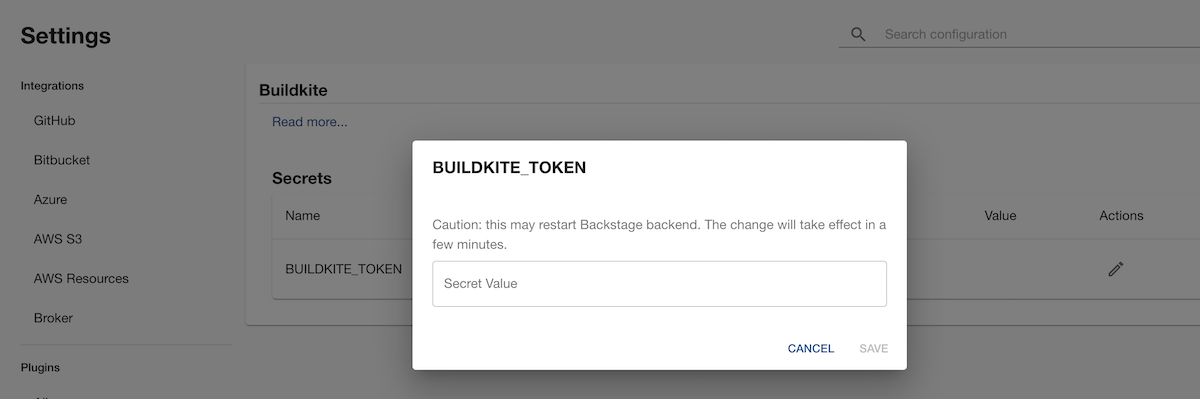 Settings
Search configuration
Integrations
GitHub
Bitbucket
Azure
AWS S3
AWS Resources
Broker
Plugins
Buildkite
Read more...
Secrets
Name
Value
Actions
BUILDKITE_TOKEN
BUILDKITE_TOKEN
Caution: this may restart Backstage backend. The change will take effect in a
few minutes.
Secret Value
CANCEL
SAVE